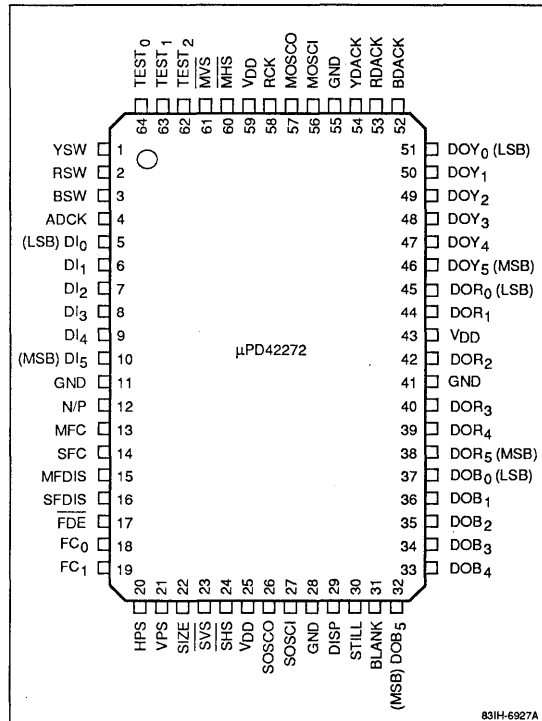 TEST0
TEST1
TEST2
MVS
MHS
VDD
RCK
MOSCO
MOSCI
GND
YDACK
RDACK
BDACK
64 63 62 61 60 59 58 57 56 55 54 53 52
YSW 1
RSW 2
BSW 3
ADCK 4
(LSB) DI0 5
DI1 6
DI2 7
DI3 8
DI4 9
(MSB) DI5 10
GND 11
N/P 12
MFC 13
SFC 14
MFDIS 15
SFDIS 16
FDE 17
FC0 18
FC1 19
μPD42272
51 DOY0 (LSB)
50 DOY1
49 DOY2
48 DOY3
47 DOY4
46 DOY5 (MSB)
45 DOR0 (LSB)
44 DOR1
43 VDD
42 DOR2
41 GND
40 DOR3
39 DOR4
38 DOR5 (MSB)
37 DOB0 (LSB)
36 DOB1
35 DOB2
34 DOB3
33 DOB4
20 21 22 23 24 25 26 27 28 29 30 31 32
HPS
VPS
SIZE
SVS
SHS
VDD
SOSCO
SOSCI
GND
DISP
STILL
BLANK
(MSB) DOB5
83IH-6927A